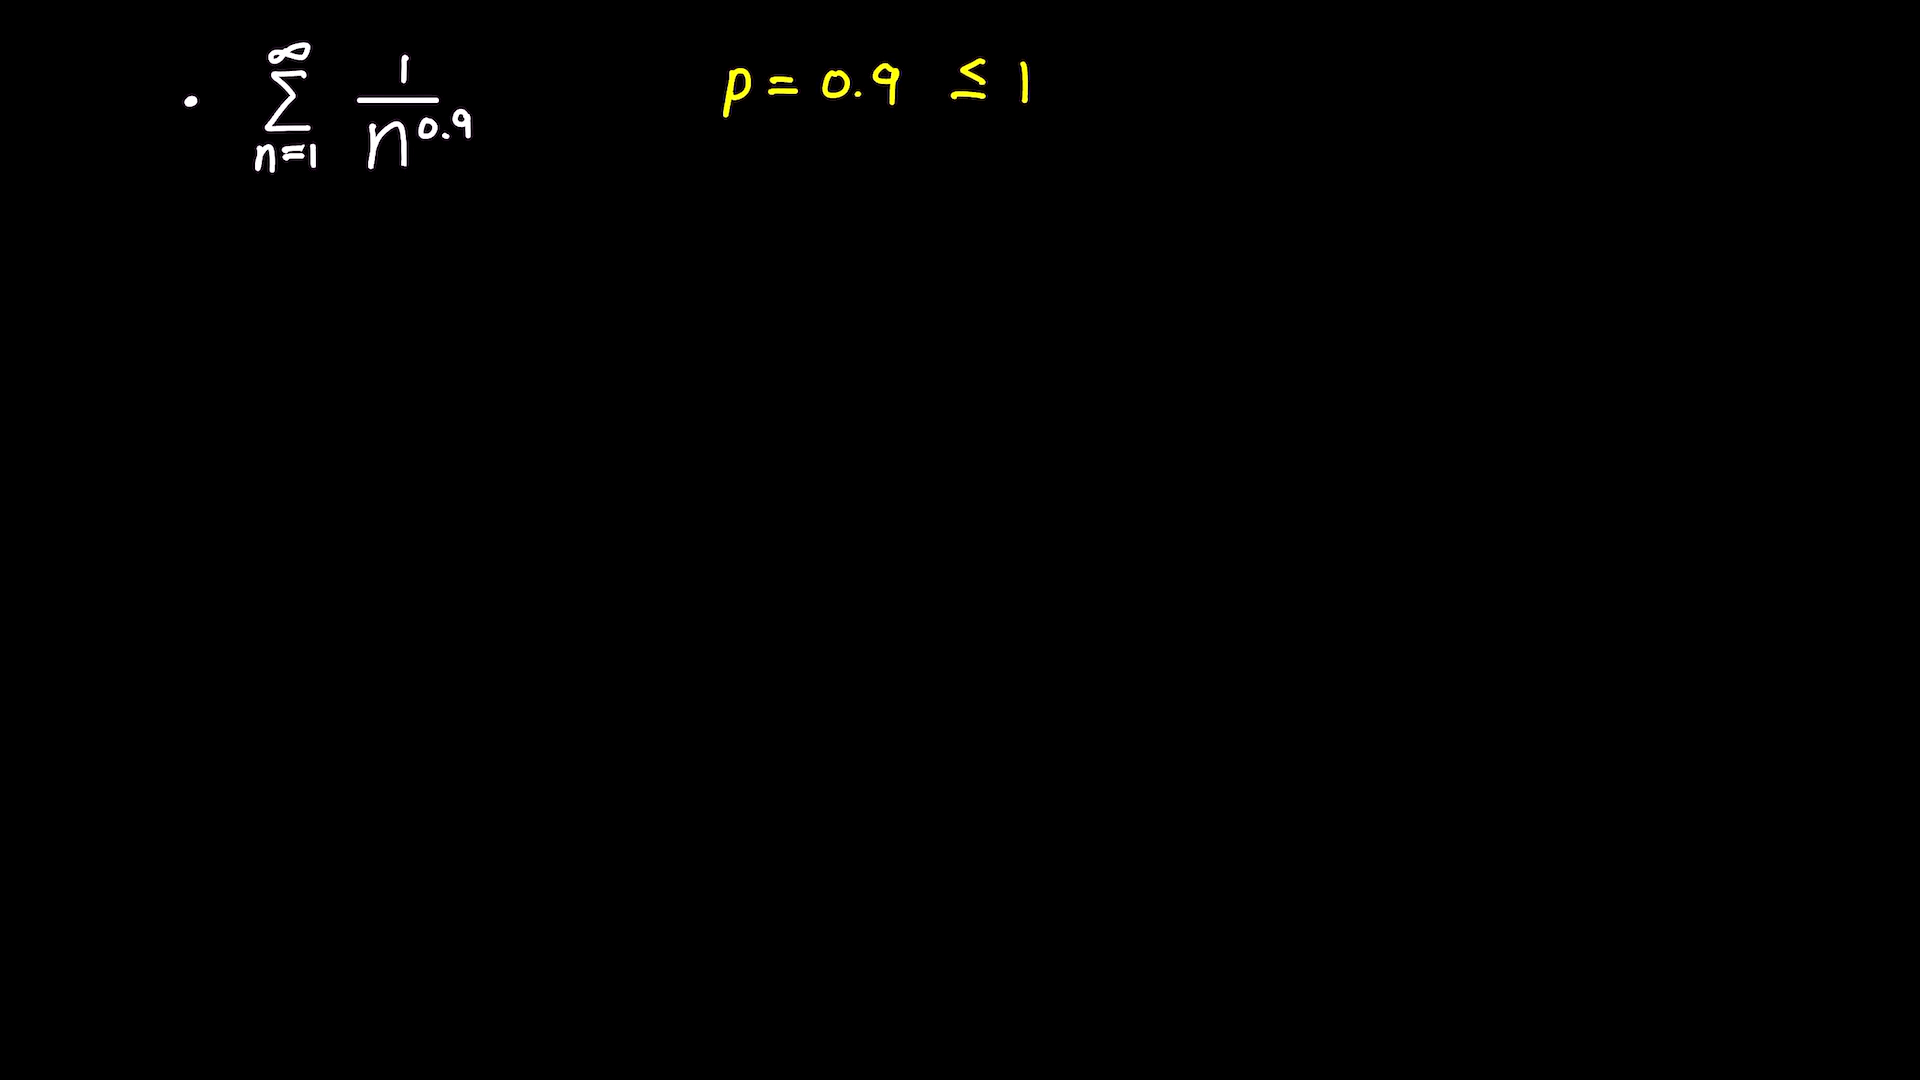 • ∞∑n=1 1/n^0.9 p = 0.9 ≤ 1